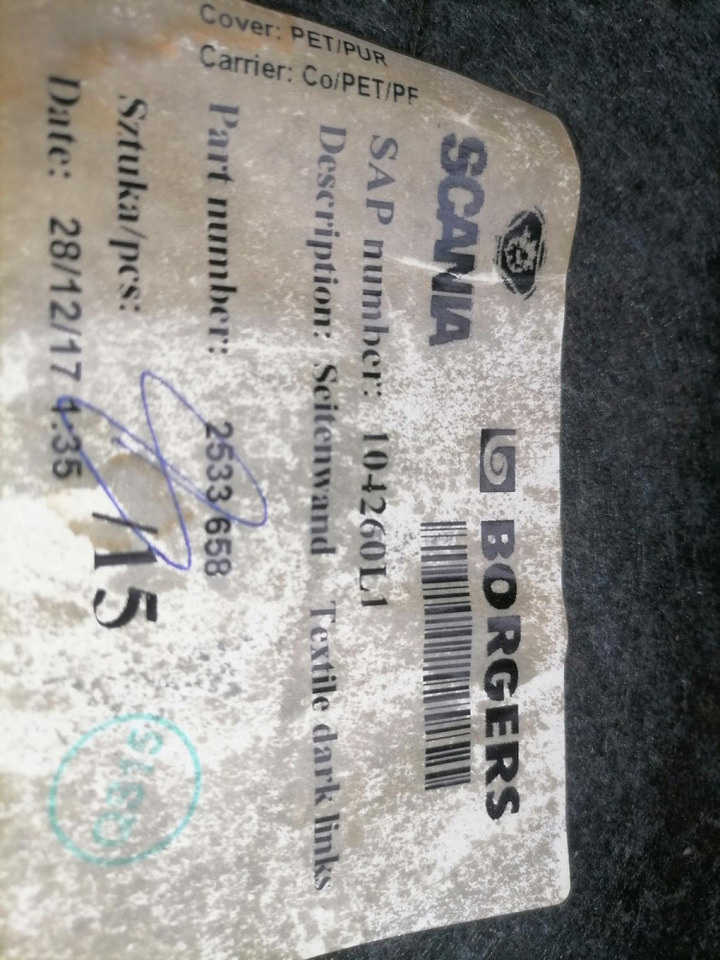 SCANIA
BORGERS
SAP number: 104260L1
Description: Seitenwand Textile dark links
Part number: 2533 658
Sztuka/pcs: /15
Date: 28/12/17 4:35
Cover: PET/PUR
Carrier: Co/PET/PF